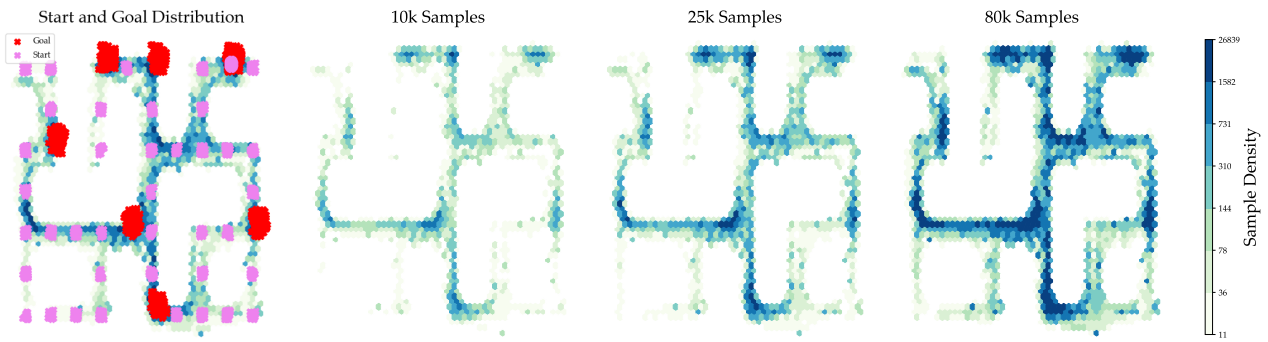 Start and Goal Distribution
10k Samples
25k Samples
80k Samples
Goal
Start
26839
1582
731
310
144
78
36
11
Sample Density